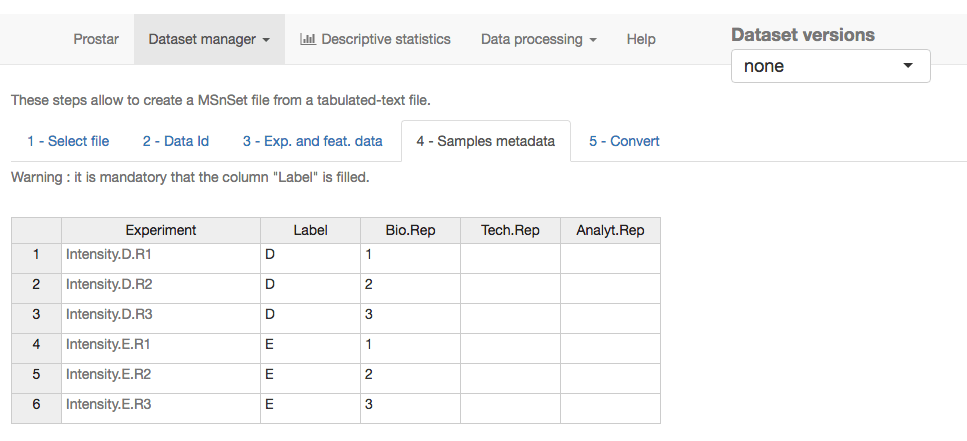 Prostar Dataset manager Descriptive statistics Data processing Help Dataset versions
none
These steps allow to create a MSnSet file from a tabulated-text file.
1 - Select file 2 - Data Id 3 - Exp. and feat. data 4 - Samples metadata 5 - Convert
Warning : it is mandatory that the column "Label" is filled.
Experiment Label Bio.Rep Tech.Rep Analyt.Rep
1 Intensity.D.R1 D 1
2 Intensity.D.R2 D 2
3 Intensity.D.R3 D 3
4 Intensity.E.R1 E 1
5 Intensity.E.R2 E 2
6 Intensity.E.R3 E 3